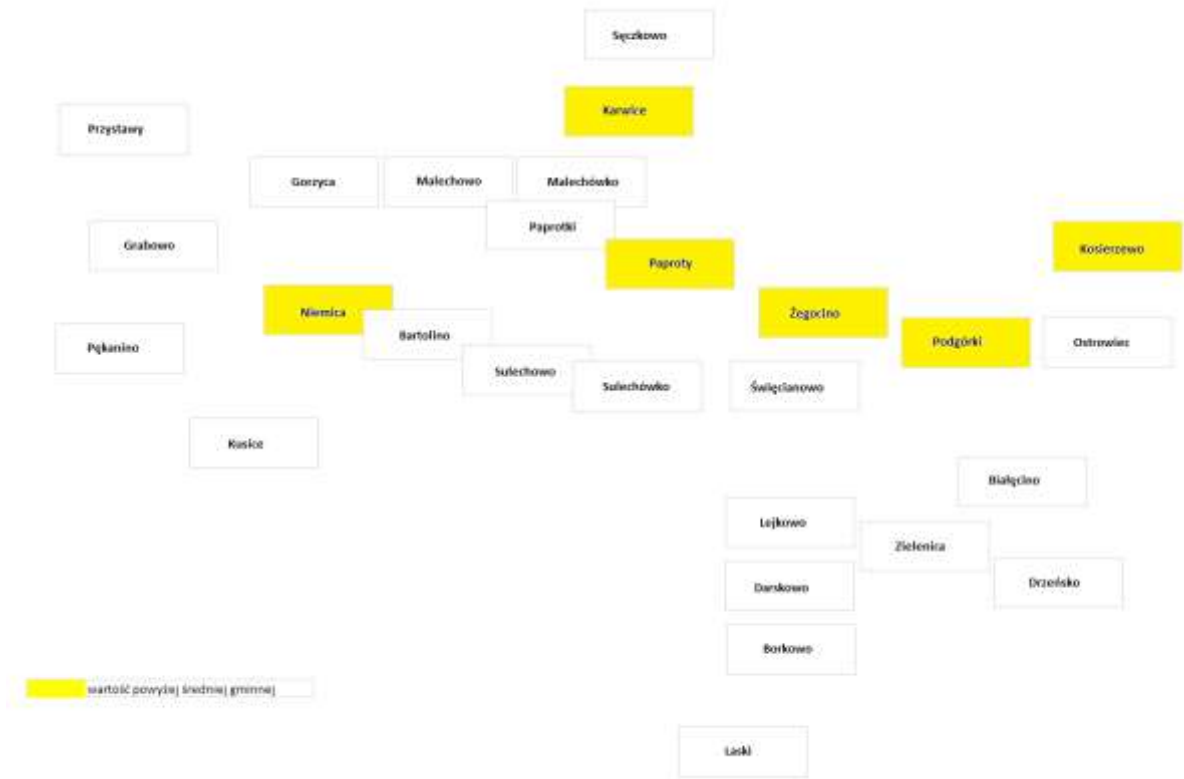 Sęczkowo
Karwice
Przystawy
Gorzyca
Malechowo
Malechówko
Paprotki
Grabowo
Paproty
Kosierzewo
Niemica
Żegocino
Bartolino
Podgórki
Ostrowiec
Pękanino
Sulechowo
Sulechówko
Święcianowo
Kusice
Białęcino
Lejkowo
Zielenica
Darskowo
Drzeńsko
Borkowo
wartość powyżej średniej gminnej
Laski